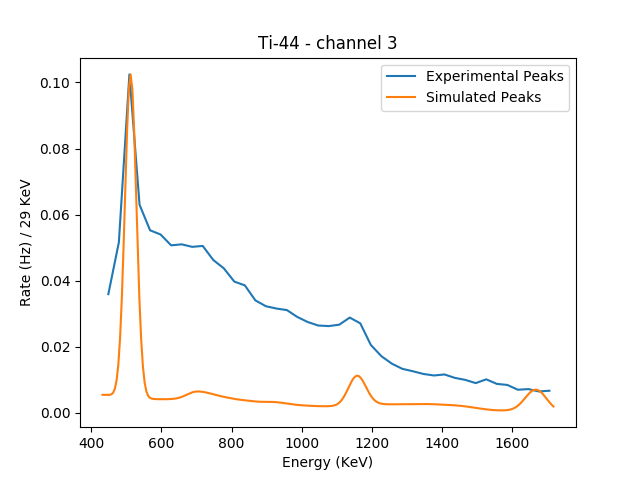 Ti-44 - channel 3
Experimental Peaks
Simulated Peaks
Rate (Hz) / 29 KeV
0.10
0.08
0.06
0.04
0.02
0.00
400 600 800 1000 1200 1400 1600
Energy (KeV)